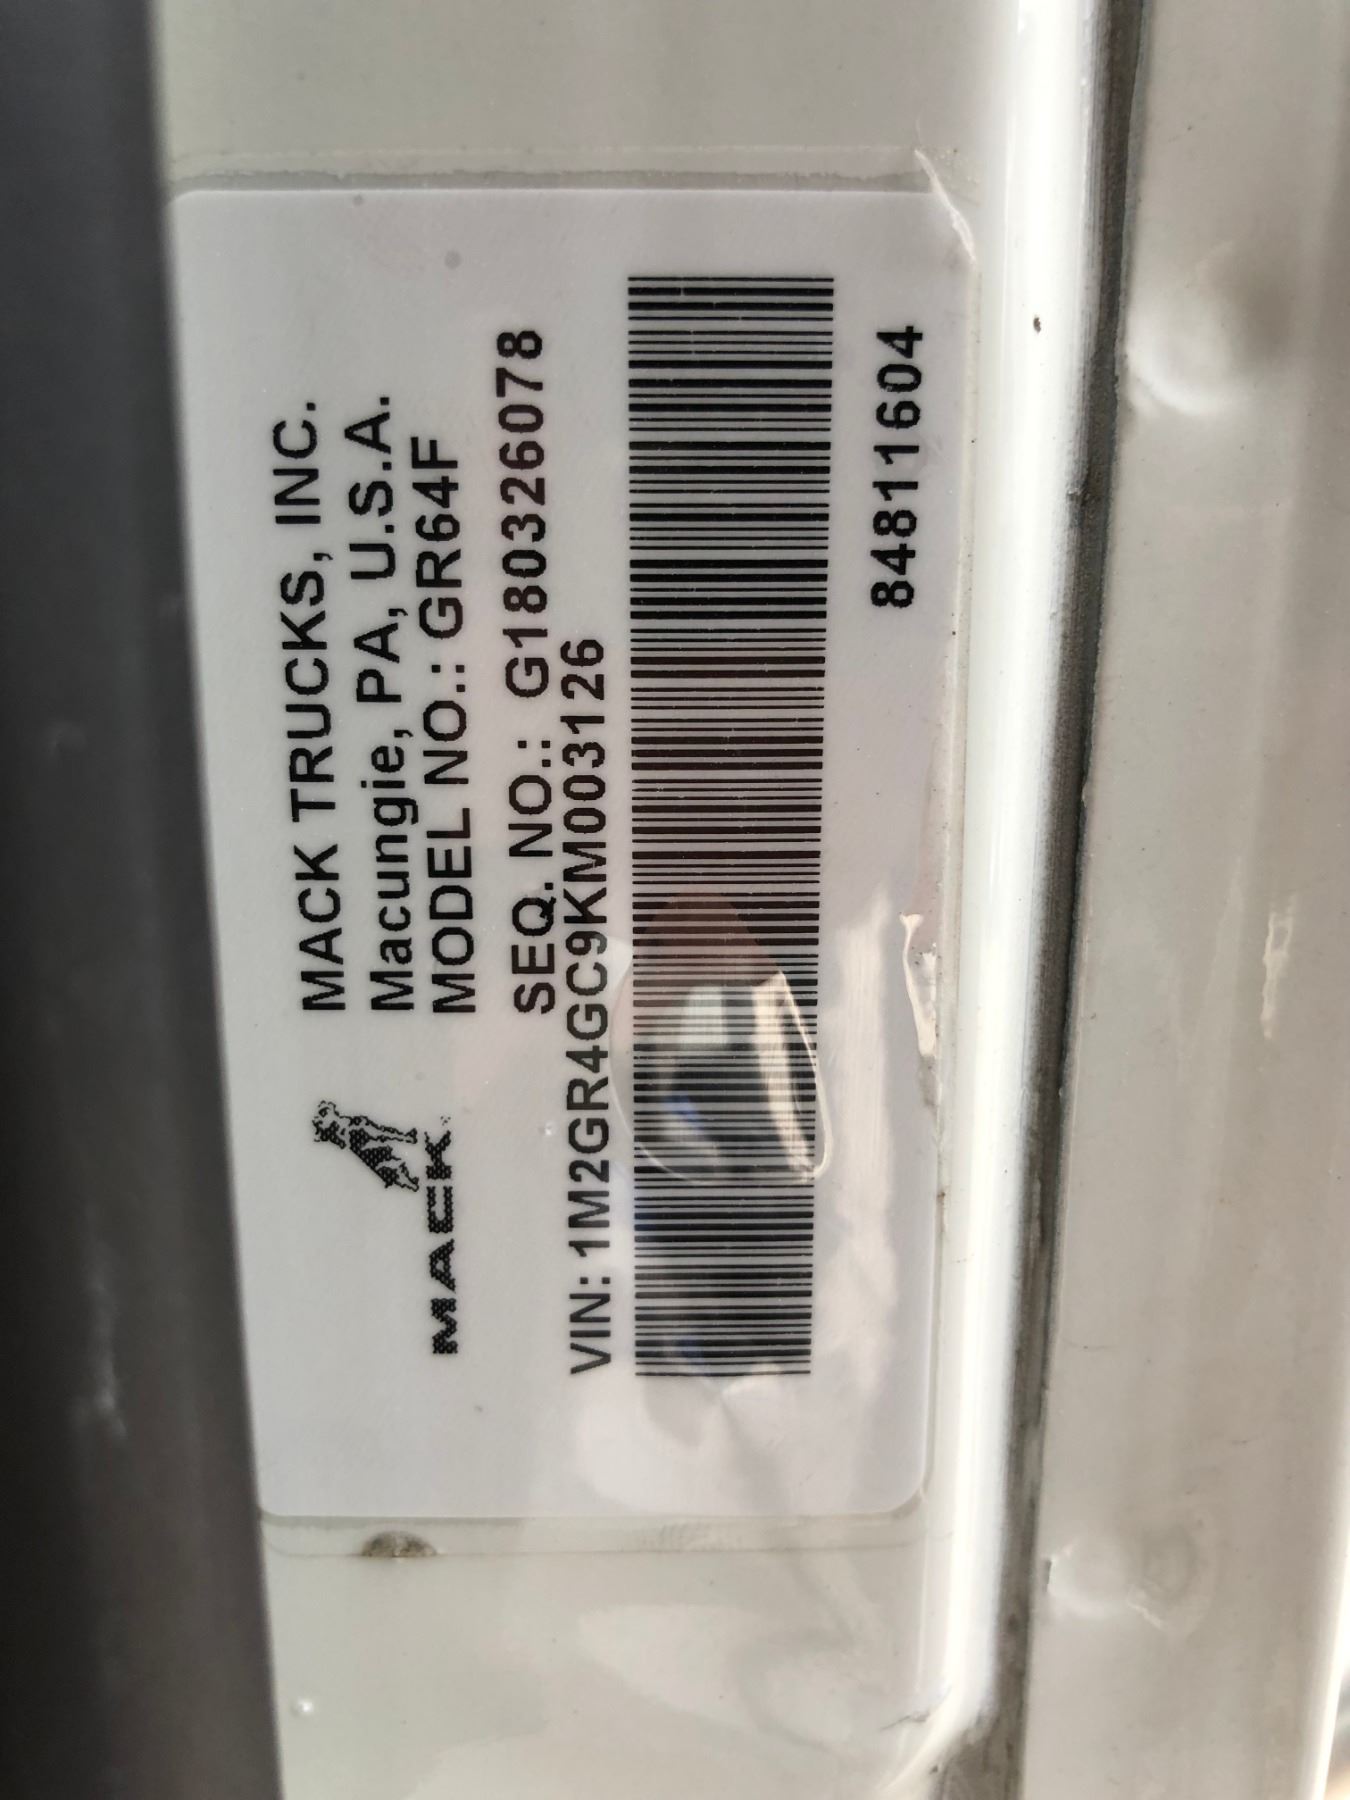 MACK TRUCKS, INC.
Macungie, PA, U.S.A.
MODEL NO.: GR64F
MACK
SEQ. NO.: G180326078
VIN: 1M2GR4GC9KM003126
84811604